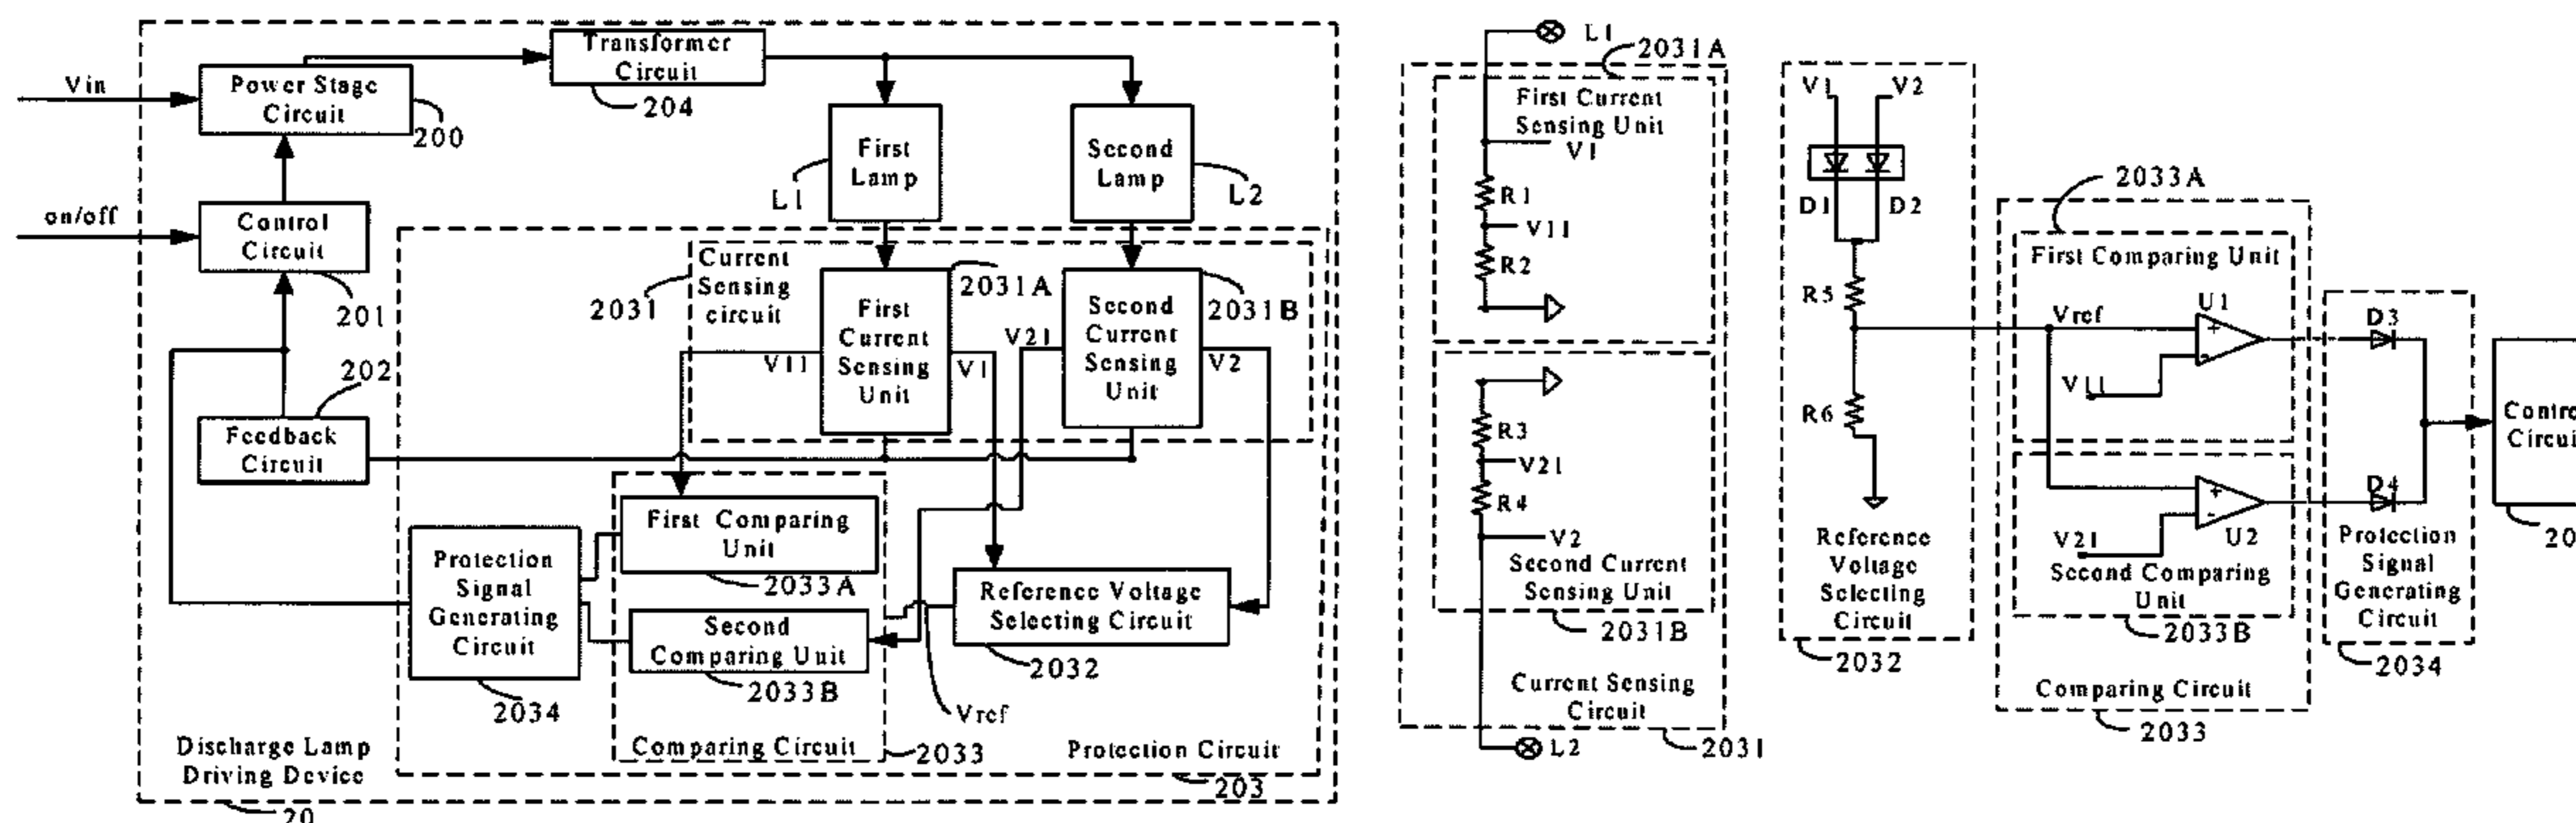 Vin
Power Stage
Circuit
200
Transformer
Circuit
204
on/off
Control
Circuit
201
First
Lamp
L1
Second
Lamp
L2
202
Feedback
Circuit
Current
Sensing
circuit
2031
First
Current
Sensing
Unit
2031A
V11
V1
Second
Current
Sensing
Unit
2031B
V21
V2
First Comparing
Unit
2033A
Second
Comparing Unit
2033B
Protection
Signal
Generating
Circuit
2034
Reference Voltage
Selecting Circuit
2032
Vref
Comparing Circuit
2033
Protection Circuit
203
Discharge Lamp
Driving Device
20
L1
2031A
First Current
Sensing Unit
V1
R1
V11
R2
R3
V21
R4
V2
Second Current
Sensing Unit
2031B
Current Sensing
Circuit
2031
L2
V1
V2
D1
D2
R5
R6
Reference
Voltage
Selecting
Circuit
2032
2033A
First Comparing Unit
Vref
U1
+
-
V11
+
-
V21
U2
Second Comparing
Unit
2033B
Comparing Circuit
2033
D3
D4
Protection
Signal
Generating
Circuit
2034
Contro
Circui
20